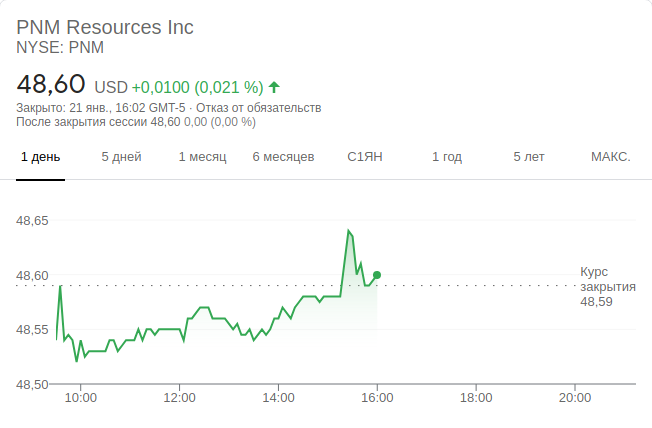 PNM Resources Inc
NYSE: PNM
48,60 USD +0,0100 (0,021 %)
Закрыто: 21 янв., 16:02 GMT-5 · Отказ от обязательств
После закрытия сессии 48,60 0,00 (0,00 %)
1 день 5 дней 1 месяц 6 месяцев С1ЯН 1 год 5 лет МАКС.
48,65
48,60
48,55
48,50
Курс
закрытия
48,59
10:00 12:00 14:00 16:00 18:00 20:00